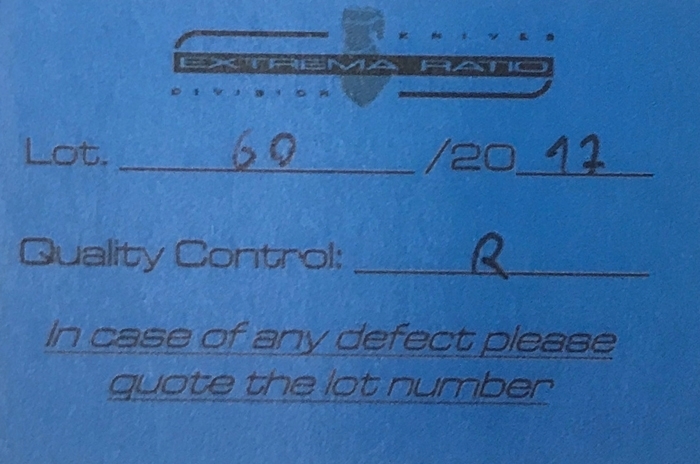 KNIVES
EXTREMA RATIO
DIVISION
Lot. 60 /20 17
Quality Control: R
In case of any defect please
quote the lot number